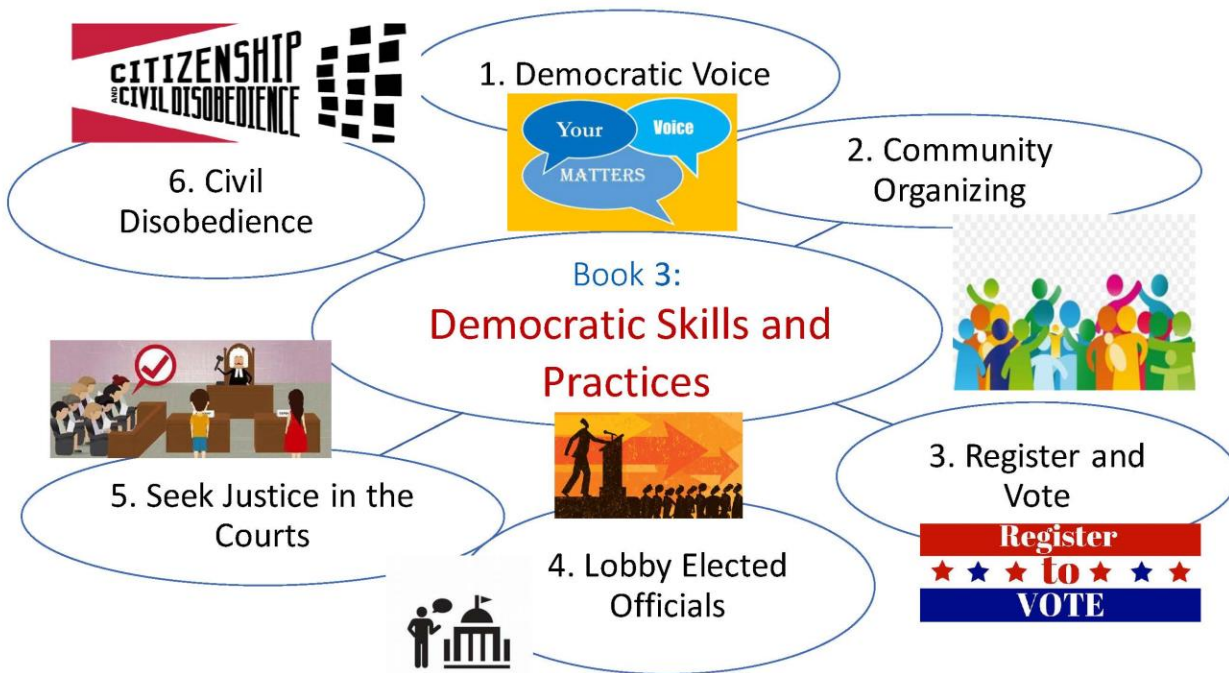 CITIZENSHIP
AND CIVIL DISOBEDIENCE
1. Democratic Voice
Your
Voice
MATTERS
2. Community
Organizing
6. Civil
Disobedience
Book 3:
Democratic Skills and
Practices
3. Register and
Vote
Register
to
VOTE
4. Lobby Elected
Officials
5. Seek Justice in the
Courts